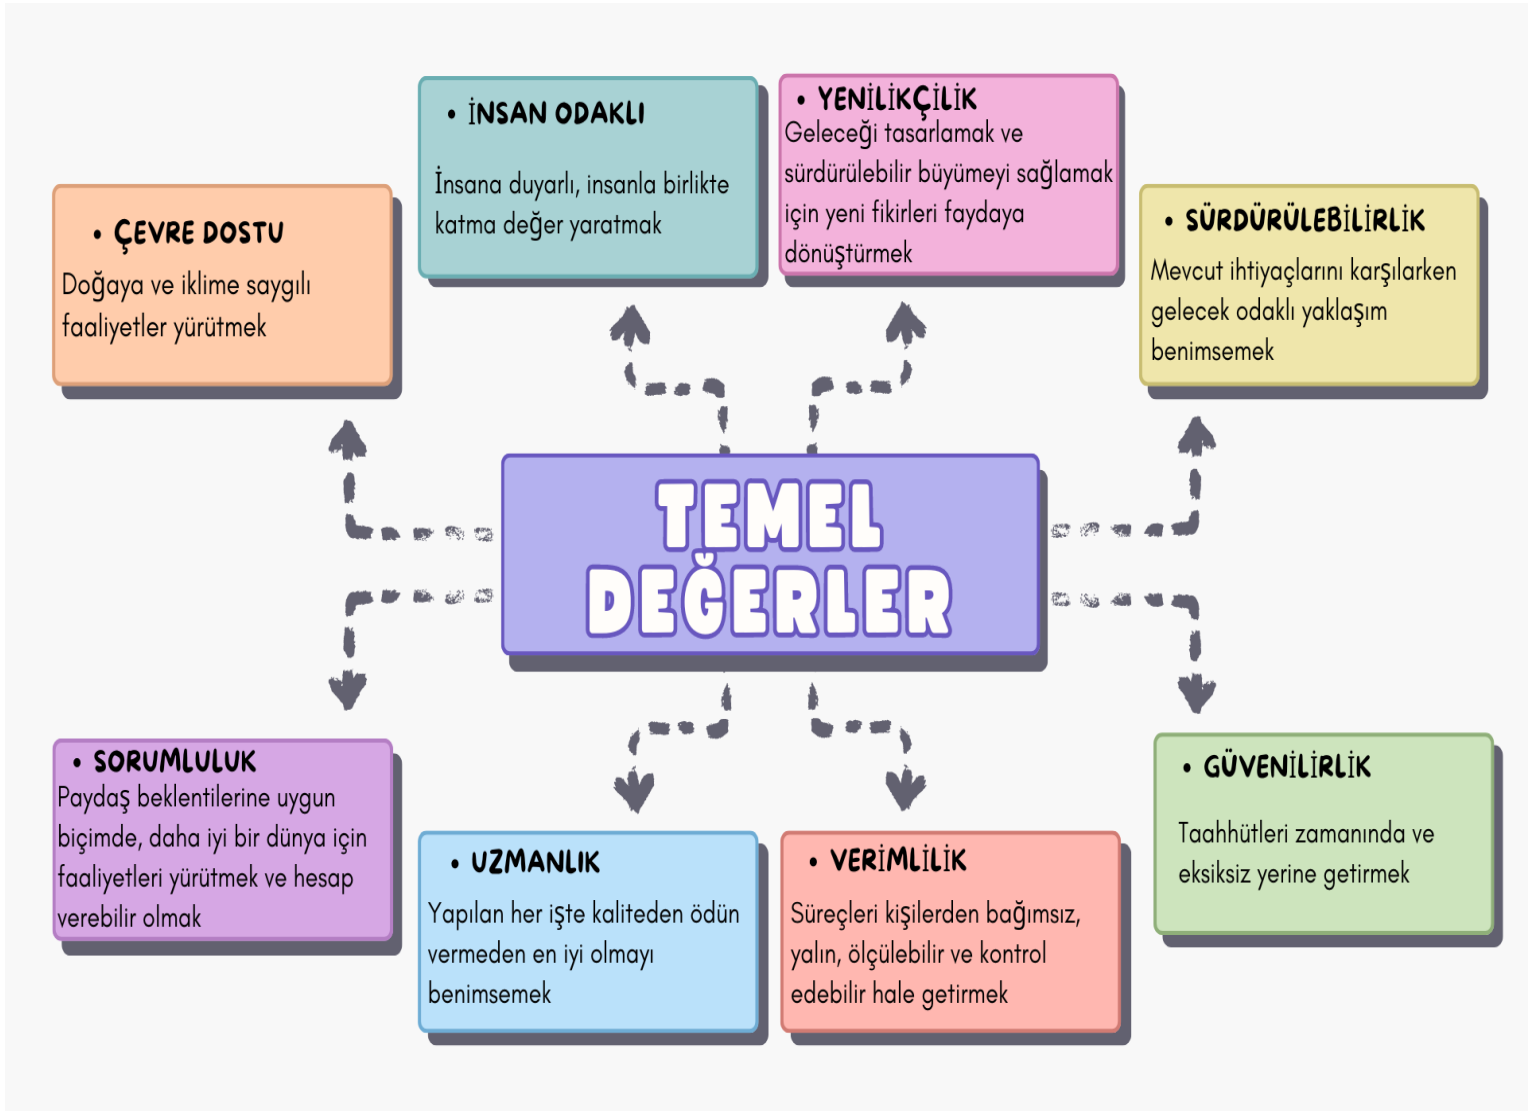 • İNSAN ODAKLI
İnsana duyarlı, insanla birlikte
katma değer yaratmak
• YENİLİKÇİLİK
Geleceği tasarlamak ve
sürdürülebilir büyümeyi sağlamak
için yeni fikirleri faydaya
dönüştürmek
• ÇEVRE DOSTU
Doğaya ve iklime saygılı
faaliyetler yürütmek
• SÜRDÜRÜLEBİLİRLİK
Mevcut ihtiyaçlarını karşılarken
gelecek odaklı yaklaşım
benimsemek
TEMEL
DEĞERLER
• SORUMLULUK
Paydaş beklentilerine uygun
biçimde, daha iyi bir dünya için
faaliyetleri yürütmek ve hesap
verebilir olmak
• UZMANLIK
Yapılan her işte kaliteden ödün
vermeden en iyi olmayı
benimsemek
• VERİMLİLİK
Süreçleri kişilerden bağımsız,
yalın, ölçülebilir ve kontrol
edebilir hale getirmek
• GÜVENİLİRLİK
Taahhütleri zamanında ve
eksiksiz yerine getirmek